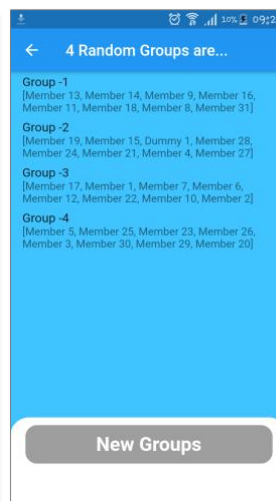 10% 09:2
4 Random Groups are...
Group -1
[Member 13, Member 14, Member 9, Member 16,
Member 11, Member 18, Member 8, Member 31]
Group -2
[Member 19, Member 15, Dummy 1, Member 28,
Member 24, Member 21, Member 4, Member 27]
Group -3
[Member 17, Member 1, Member 7, Member 6,
Member 12, Member 22, Member 10, Member 2]
Group -4
[Member 5, Member 25, Member 23, Member 26,
Member 3, Member 30, Member 29, Member 20]
New Groups